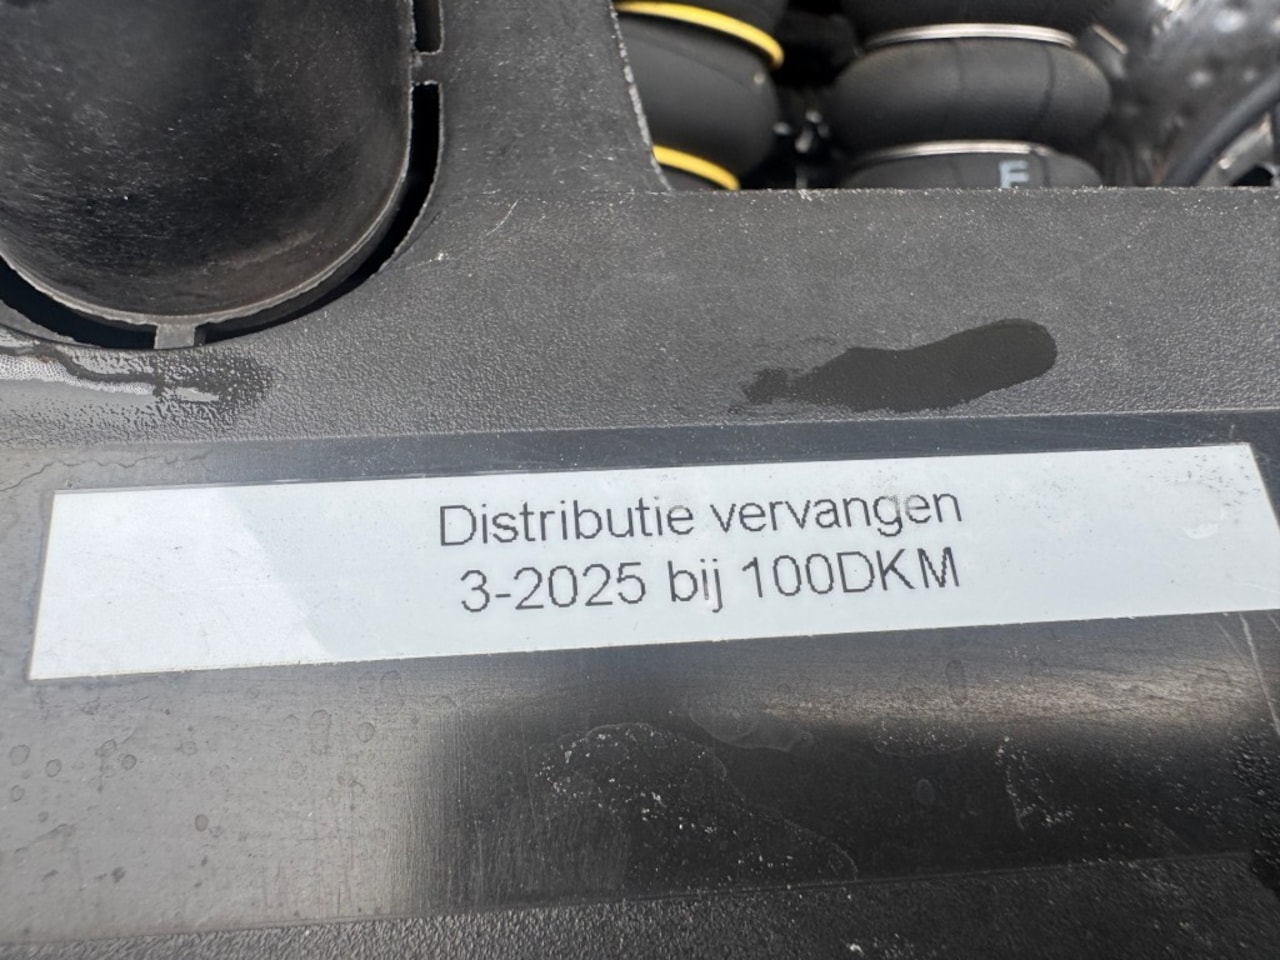 F
Distributie vervangen
3-2025 bij 100DKM